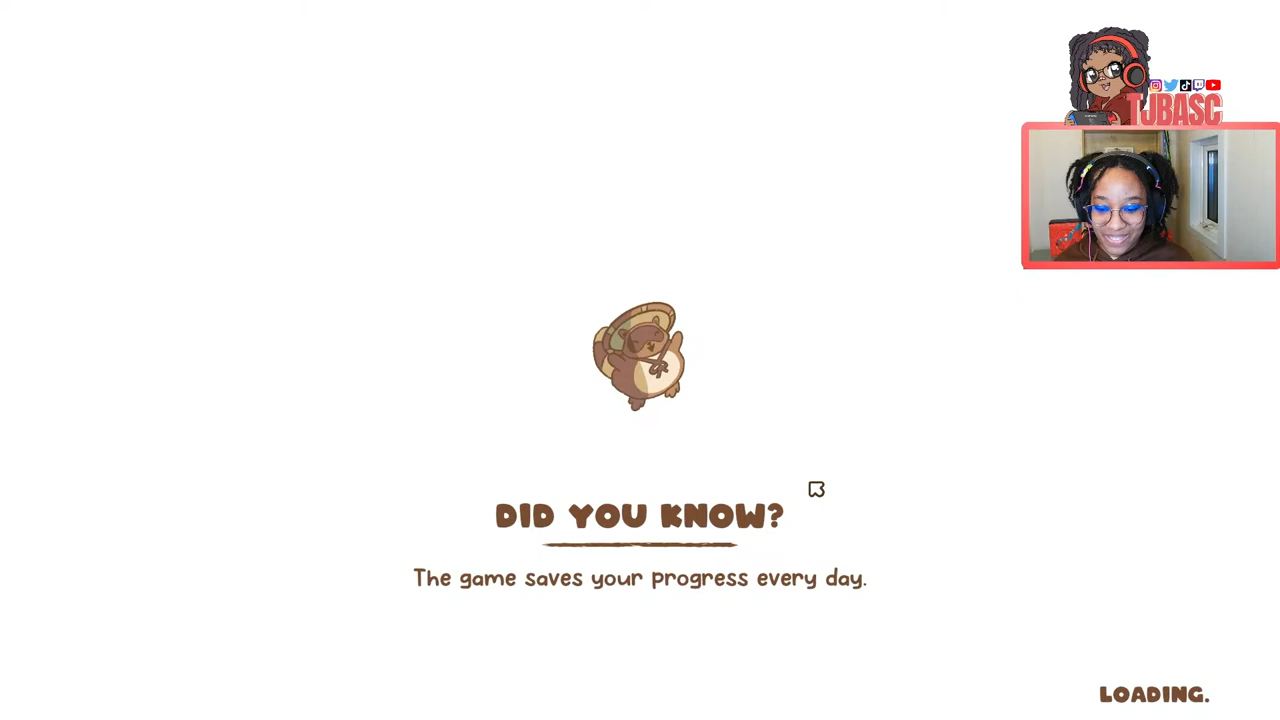 TJBASC
DID YOU KNOW?
The game saves your progress every day.
LOADING.